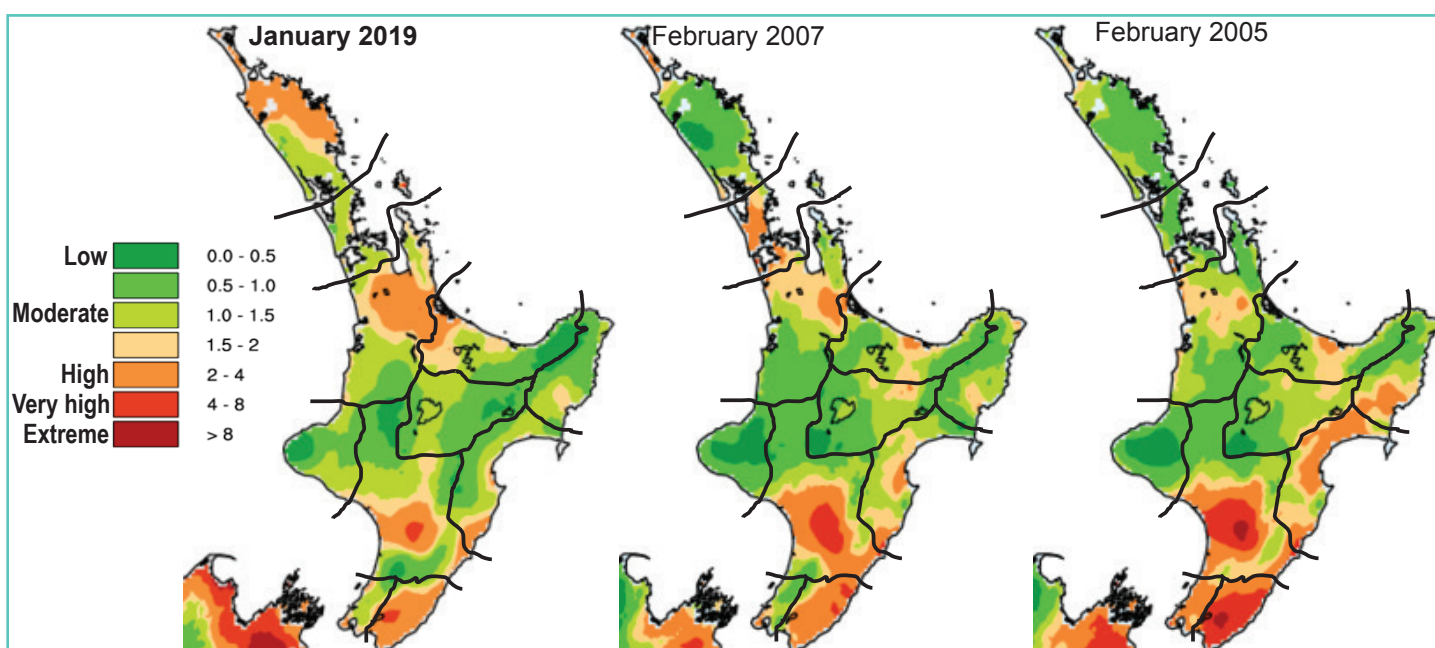 January 2019
February 2007
February 2005
Low 0.0 - 0.5
0.5 - 1.0
Moderate 1.0 - 1.5
1.5 - 2
High 2 - 4
Very high 4 - 8
Extreme > 8